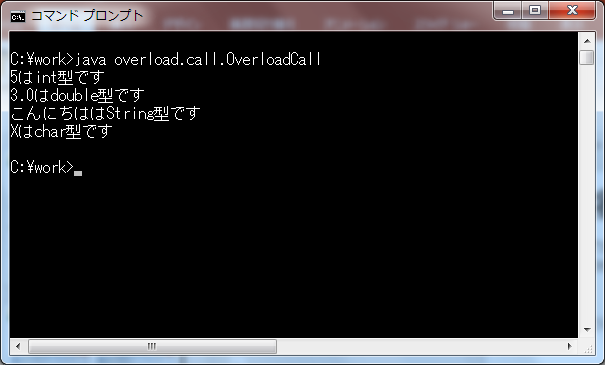 コマンド プロンプト
C:¥work>java overload.call.OverloadCall
5はint型です
3.0はdouble型です
こんにちははString型です
Xはchar型です
C:¥work>